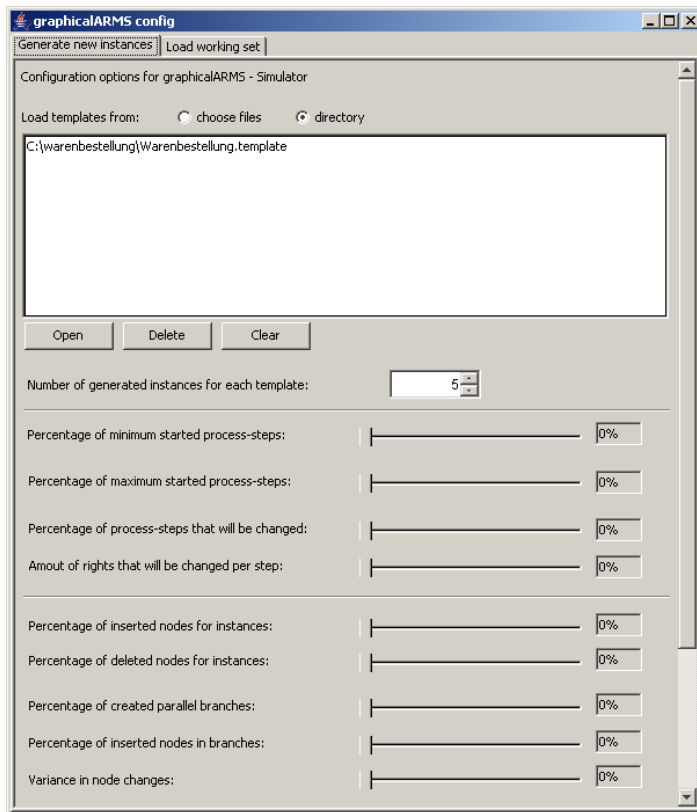 graphicalARMS config
Generate new instances Load working set
Configuration options for graphicalARMS - Simulator
Load templates from: choose files directory
C:\warenbestellung\Warenbestellung.template
Open Delete Clear
Number of generated instances for each template: 5
Percentage of minimum started process-steps: 0%
Percentage of maximum started process-steps: 0%
Percentage of process-steps that will be changed: 0%
Amout of rights that will be changed per step: 0%
Percentage of inserted nodes for instances: 0%
Percentage of deleted nodes for instances: 0%
Percentage of created parallel branches: 0%
Percentage of inserted nodes in branches: 0%
Variance in node changes: 0%